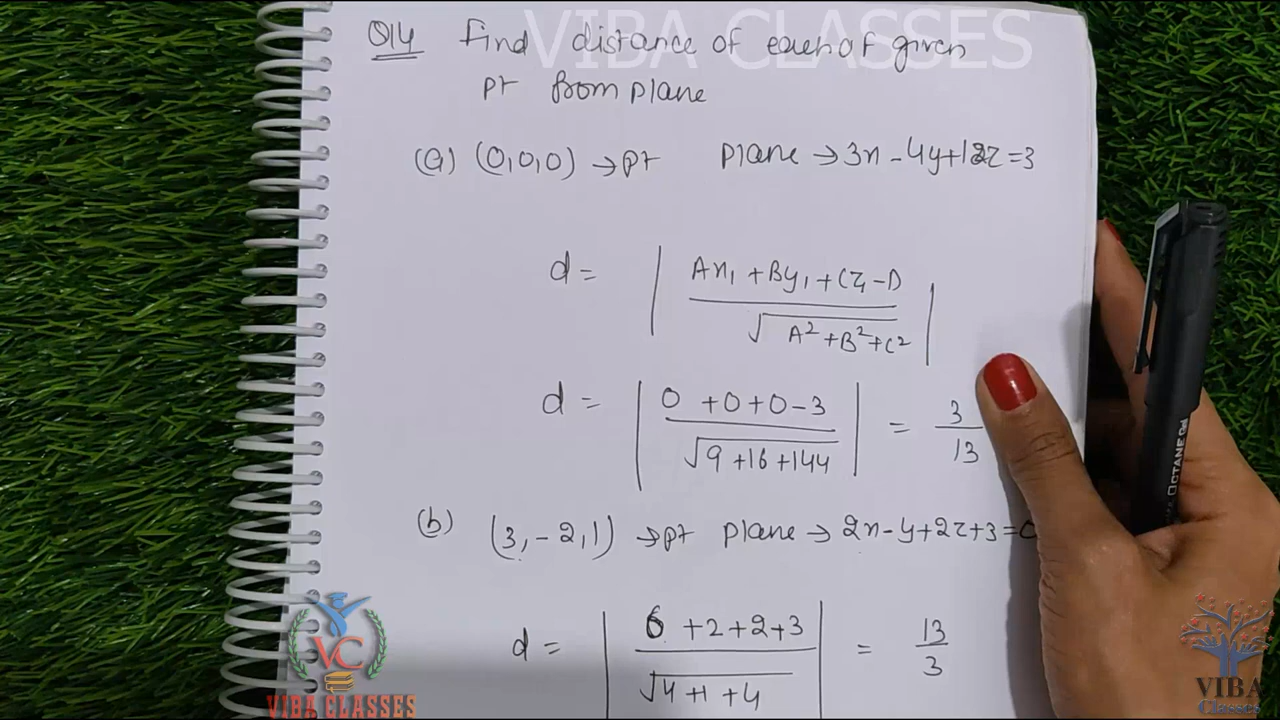 VIBA CLASSES
Q14 Find distance of each of given
pt from plane
(a) (0,0,0) → pt plane → 3x - 4y + 12z = 3
d = | Ax₁ + By₁ + Cz₁ - D / √A² + B² + C² |
d = | 0 + 0 + 0 - 3 / √9 + 16 + 144 | = 3/13
(b) (3, -2, 1) → pt plane → 2x - y + 2z + 3 = 0
d = | 6 + 2 + 2 + 3 / √4 + 1 + 4 | = 13/3
OCTANE Gel
VC
VIBA CLASSES
VIBA
Classes